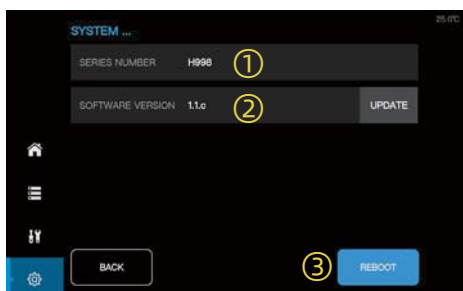 25.0℃
SYSTEM ...
SERIES NUMBER H998 ①
SOFTWARE VERSION 1.1.c ② UPDATE
BACK ③ REBOOT